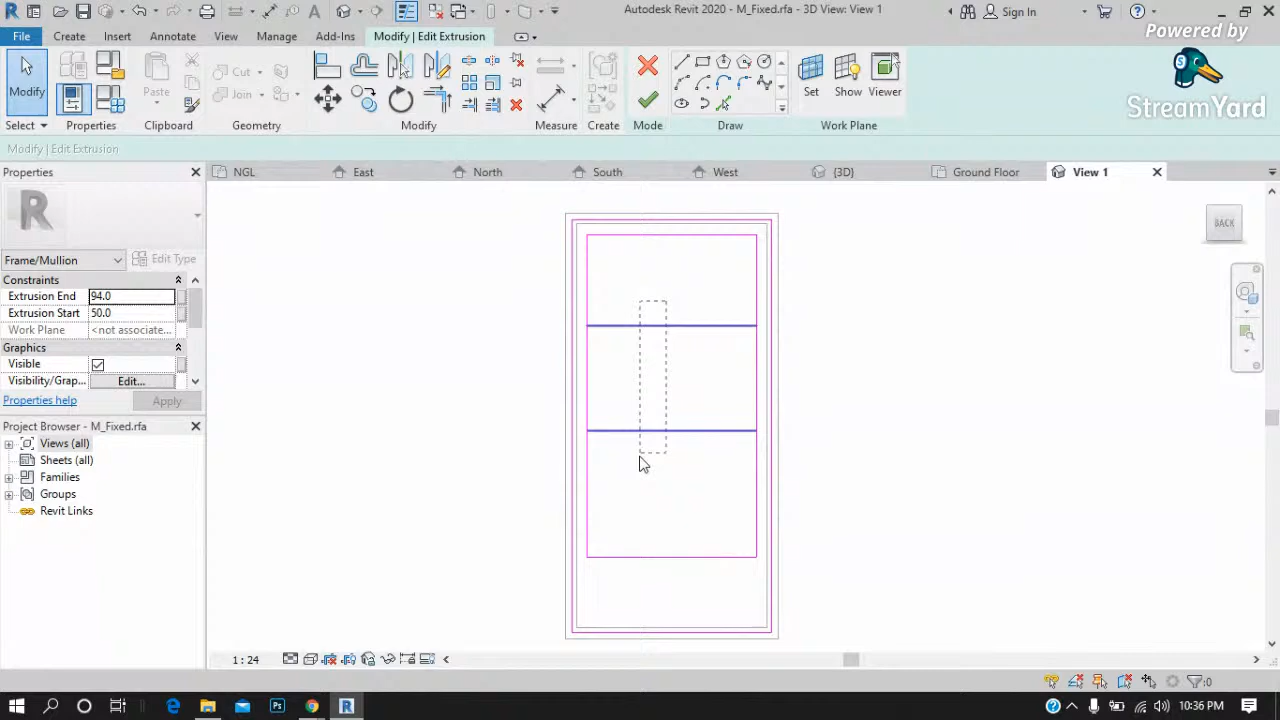 Autodesk Revit 2020 - M_Fixed.rfa - 3D View: View 1
Sign In
File
Create
Insert
Annotate
View
Manage
Add-Ins
Modify | Edit Extrusion
Powered by
StreamYard
Modify
Paste
Cut
Join
Set
Show
Viewer
Select
Properties
Clipboard
Geometry
Modify
Measure
Create
Mode
Draw
Work Plane
Modify | Edit Extrusion
Properties
NGL
East
North
South
West
{3D}
Ground Floor
View 1
R
BACK
Frame/Mullion
Edit Type
Constraints
Extrusion End 94.0
Extrusion Start 50.0
Work Plane <not associate...
Graphics
Visible
Visibility/Grap... Edit...
Properties help
Apply
Project Browser - M_Fixed.rfa
Views (all)
Sheets (all)
Families
Groups
Revit Links
1 : 24
:0
10:36 PM